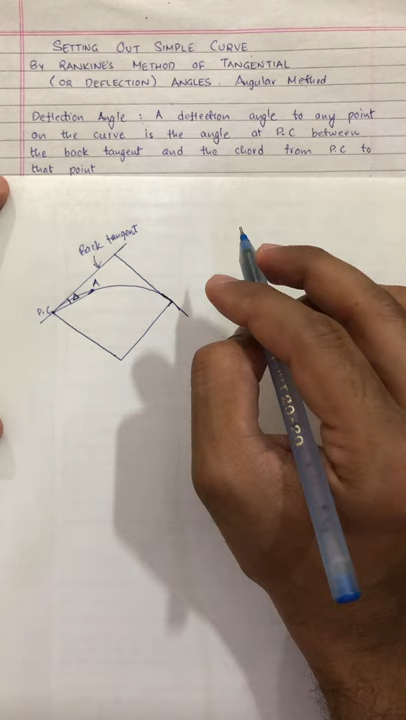 SETTING OUT SIMPLE CURVE
BY RANKINE'S METHOD OF TANGENTIAL
(OR DEFLECTION) ANGLES. Angular Method
Deflection Angle : A deflection angle to any point
on the curve is the angle at P.C between
the back tangent and the chord from P.C to
that point
Back tangent
A
P.C